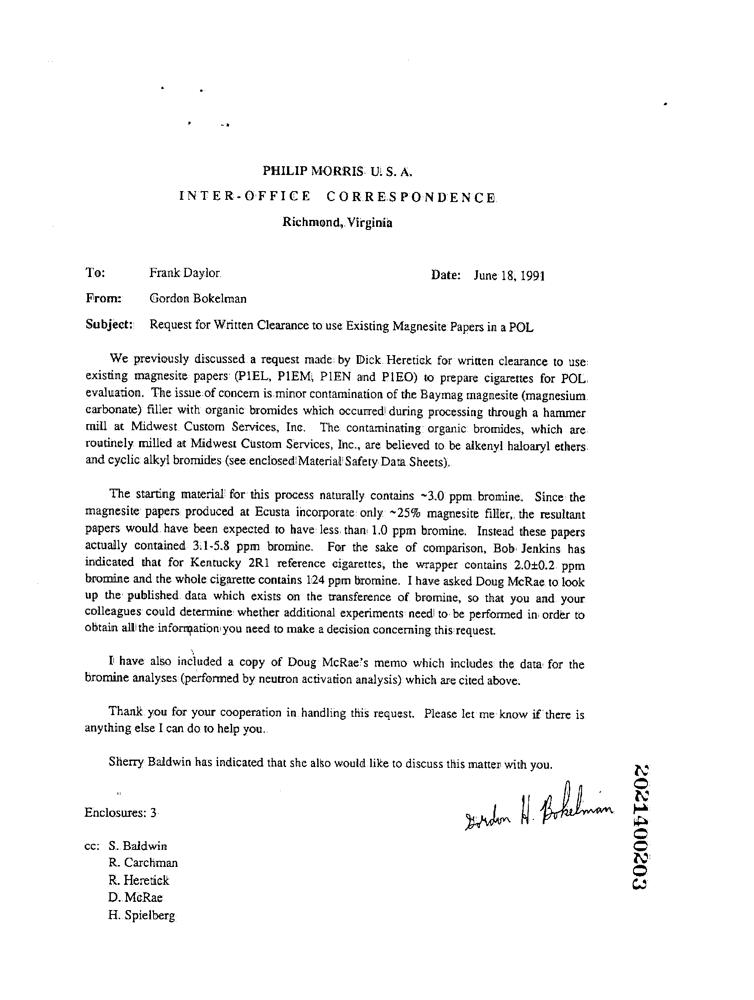 PHILIP MORRIS U. S. A.
INTER-OFFICE CORRESPONDENCE
Richmond, Virginia
To: Frank Daylor
Date: June 18, 1991
From: Gordon Bokelman
Subject: Request for Written Clearance to use Existing Magnesite Papers in a POL
We previously discussed a request made by Dick Heretick for written clearance to use
existing magnesite papers (P1EL, P1EM, P1EN and P1EO) to prepare cigarettes for POL
evaluation. The issue of concern is minor contamination of the Baymag magnesite (magnesium
carbonate) filler with organic bromides which occurred during processing through a hammer
mill at Midwest Custom Services, Inc. The contaminating organic bromides, which are
routinely milled at Midwest Custom Services, Inc., are believed to be alkenyl haloaryl ethers
and cyclic alkyl bromides (see enclosed Material Safety Data Sheets).
The starting material for this process naturally contains ~3.0 ppm bromine. Since the
magnesite papers produced at Ecusta incorporate only ~25% magnesite filler, the resultant
papers would have been expected to have less than 1.0 ppm bromine. Instead these papers
actually contained 3.1-5.8 ppm bromine. For the sake of comparison, Bob Jenkins has
indicated that for Kentucky 2R1 reference cigarettes, the wrapper contains 2.0±0.2 ppm
bromine and the whole cigarette contains 124 ppm bromine. I have asked Doug McRae to look
up the published data which exists on the transference of bromine, so that you and your
colleagues could determine whether additional experiments need to be performed in order to
obtain all the information you need to make a decision concerning this request.
I have also included a copy of Doug McRae's memo which includes the data for the
bromine analyses (performed by neutron activation analysis) which are cited above.
Thank you for your cooperation in handling this request. Please let me know if there is
anything else I can do to help you.
Sherry Baldwin has indicated that she also would like to discuss this matter with you.
Enclosures: 3
Gordon H. Bokelman
cc: S. Baldwin
R. Carchman
R. Heretick
D. McRae
H. Spielberg
2021400203